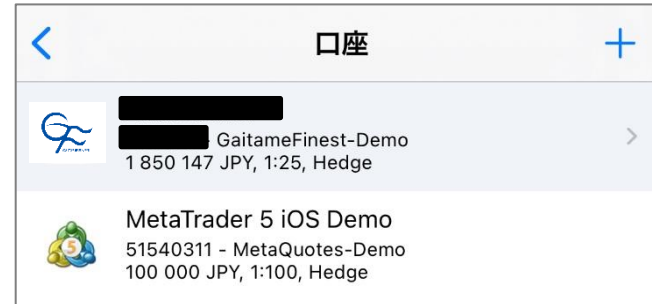 口座
GaitameFinest-Demo
1 850 147 JPY, 1:25, Hedge
MetaTrader 5 iOS Demo
51540311 - MetaQuotes-Demo
100 000 JPY, 1:100, Hedge